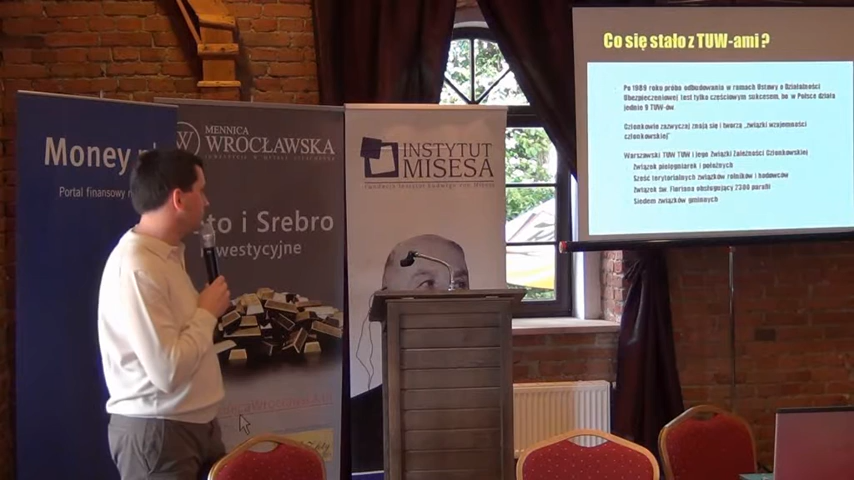 Co się stało z TUW-ami ?
Po 1989 roku próba odbudowania w ramach Ustawy o Działalności
Ubezpieczeniowej Jest tylko częściowym sukcesem, bo w Polsce działa
jednie 9 TUW-ów
Członkowie zazwyczaj znają się i tworzą „związki wzajemności
członkowskiej"
Warszawski TUW TUW i jego Związki Zależności Członkowskiej
Związek pielęgniarek i położnych
Sześć terytorialnych związków rolników i hodowców
Związek św. Floriana obsługujący 2300 parafii
Siedem związków gminnych
Money.p
Portal finansowy n
W
MENNICA
WROCŁAWSKA
to i Srebro
westycyjne
INSTYTUT
MISESA
Fundacja Instytut Ludwiga von Misesa